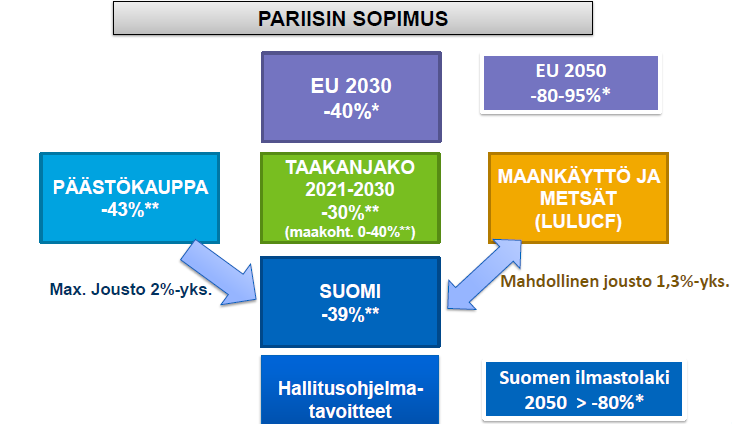 PARIISIN SOPIMUS
EU 2030
-40%*
EU 2050
-80-95%*
PÄÄSTÖKAUPPA
-43%**
TAAKANJAKO
2021-2030
-30%**
(maakoht. 0-40%**)
MAANKÄYTTÖ JA
METSÄT
(LULUCF)
Max. Jousto 2%-yks.
SUOMI
-39%**
Mahdollinen jousto 1,3%-yks.
Hallitusohjelma-
tavoitteet
Suomen ilmastolaki
2050 > -80%*